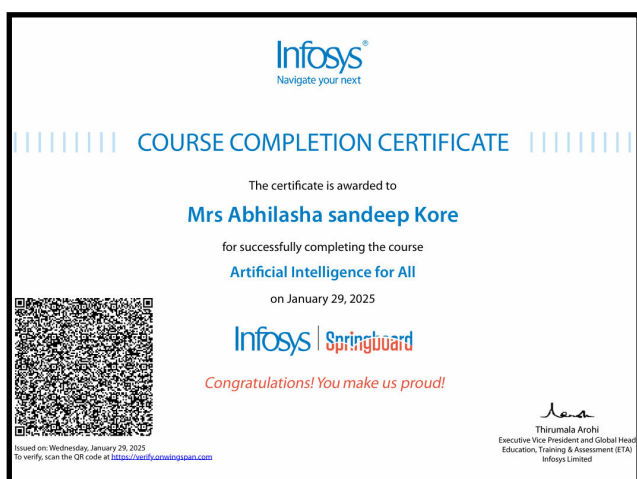 Infosys®
Navigate your next
COURSE COMPLETION CERTIFICATE
The certificate is awarded to
Mrs Abhilasha sandeep Kore
for successfully completing the course
Artificial Intelligence for All
on January 29, 2025
Infosys | Springboard
Congratulations! You make us proud!
Issued on: Wednesday, January 29, 2025
To verify, scan the QR code at https://verify.onwingspan.com
Thirumala Arohi
Executive Vice President and Global Head
Education, Training & Assessment (ETA)
Infosys Limited